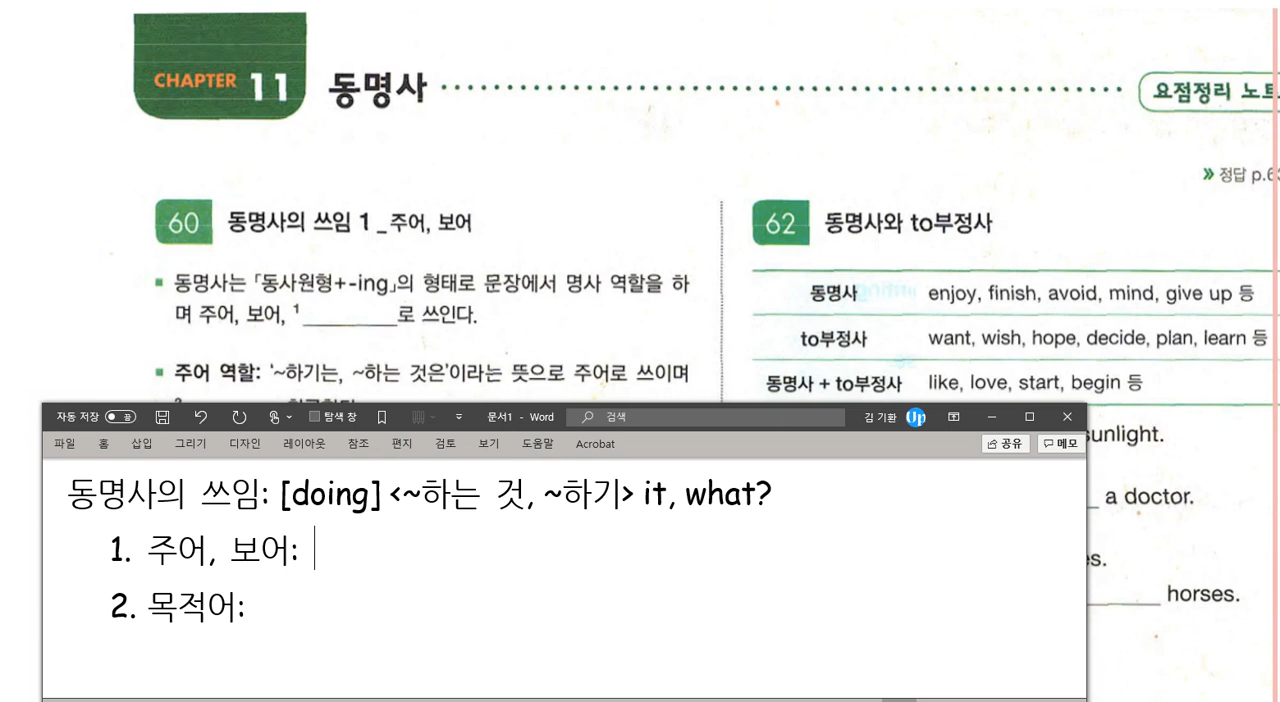 CHAPTER 11 동명사 요점정리 노트
» 정답 p.63
60 동명사의 쓰임 1 _ 주어, 보어
▪ 동명사는 「동사원형+-ing」의 형태로 문장에서 명사 역할을 하
며 주어, 보어, ¹__________로 쓰인다.
▪ 주어 역할: '~하기는, ~하는 것은'이라는 뜻으로 주어로 쓰이며
62 동명사와 to부정사
동명사 enjoy, finish, avoid, mind, give up 등
to부정사 want, wish, hope, decide, plan, learn 등
동명사 + to부정사 like, love, start, begin 등
sunlight.
a doctor.
horses.
자동 저장 끔 탐색 창 문서1 - Word 검색 김 기환 Up
파일 홈 삽입 그리기 디자인 레이아웃 참조 편지 검토 보기 도움말 Acrobat 공유 메모
동명사의 쓰임: [doing] <~하는 것, ~하기> it, what?
1. 주어, 보어:
2. 목적어: